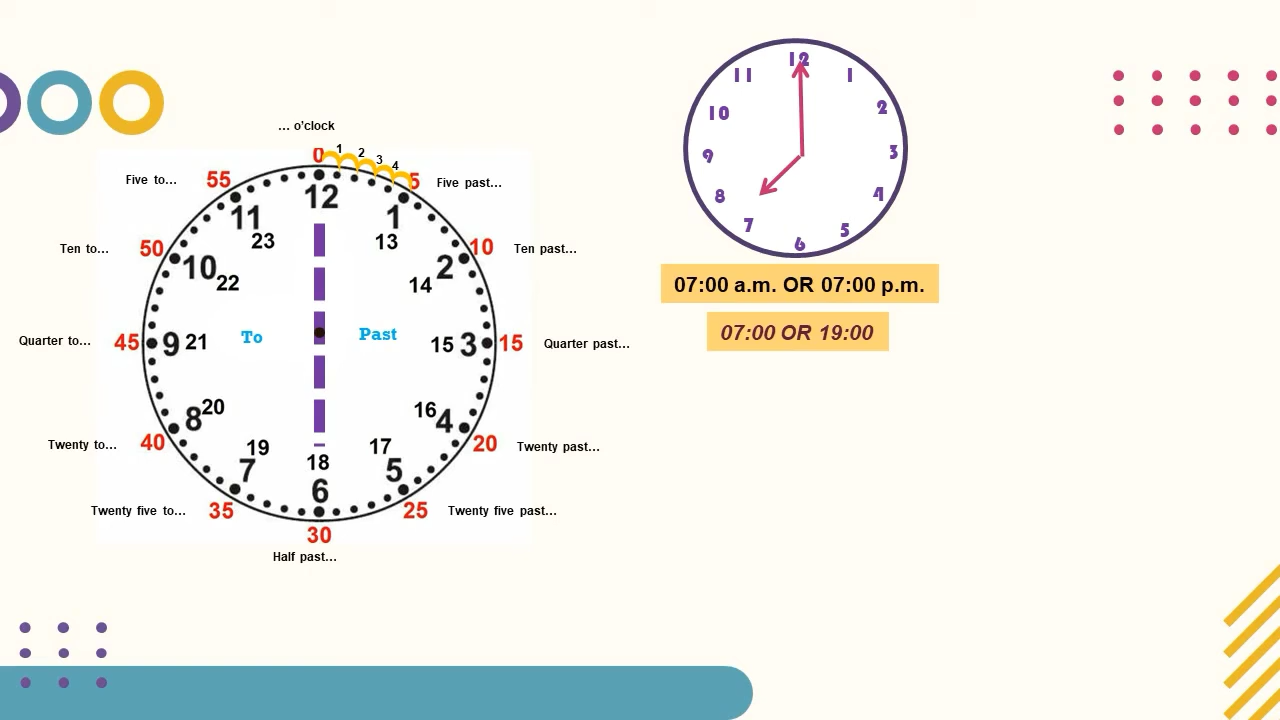 ... o'clock
0 1 2 3 4 5
Five to...
55
Five past...
12
11
1
23
13
Ten to...
50
10
Ten past...
10
2
22
14
Quarter to...
45
9 21
To
Past
15 3
15
Quarter past...
20
8
16
4
Twenty to...
40
20
Twenty past...
19
7
18
6
17
5
Twenty five to...
35
25
Twenty five past...
30
Half past...
12
11
1
10
2
9
3
8
4
7
5
6
07:00 a.m. OR 07:00 p.m.
07:00 OR 19:00